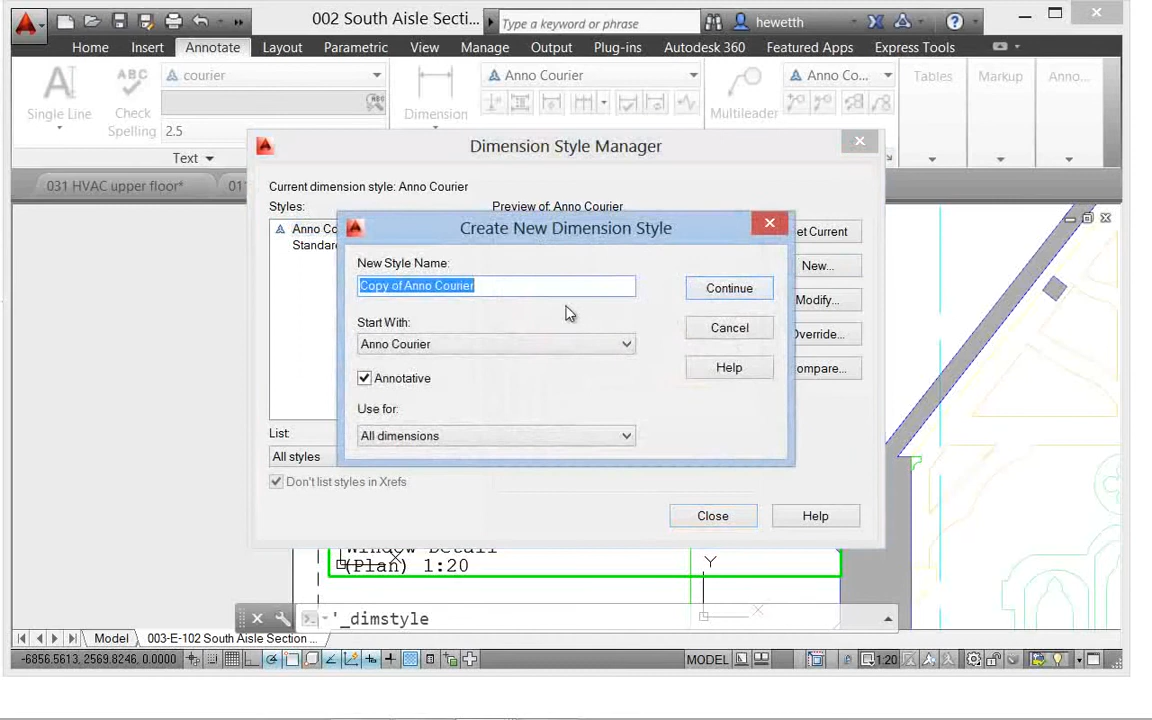 002 South Aisle Secti...
Type a keyword or phrase
hewetth
Home Insert Annotate Layout Parametric View Manage Output Plug-ins Autodesk 360 Featured Apps Express Tools
courier
Anno Courier
Anno Co...
Tables Markup Anno...
ABC
Single Line
Check
Spelling
2.5
Dimension
Multileader
Text
031 HVAC upper floor*
Dimension Style Manager
Current dimension style: Anno Courier
Styles:
Preview of: Anno Courier
Anno Co
Standar
et Current
New...
Modify...
Override...
ompare...
Create New Dimension Style
New Style Name:
Copy of Anno Courier
Continue
Start With:
Cancel
Anno Courier
Help
Annotative
Use for:
All dimensions
List:
All styles
Don't list styles in Xrefs
Close
Help
Window Detail
(Plan) 1:20
X
Y
X
'_dimstyle
Model 003-E-102 South Aisle Section ...
-6856.5613, 2569.8246, 0.0000
MODEL
1:20